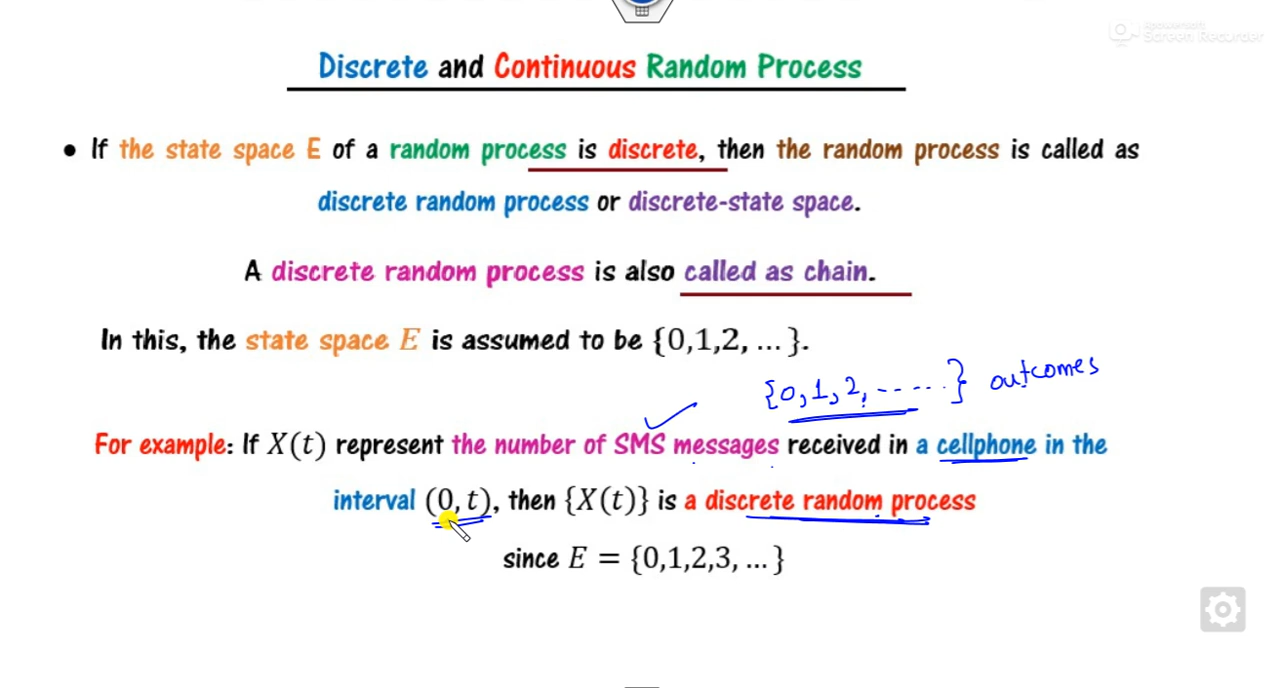 Apowersoft
Screen Recorder
Discrete and Continuous Random Process
• If the state space E of a random process is discrete, then the random process is called as
discrete random process or discrete-state space.
A discrete random process is also called as chain.
In this, the state space E is assumed to be {0,1,2, … }.
{0, 1, 2, -- - ....} outcomes
For example: If X(t) represent the number of SMS messages received in a cellphone in the
interval (0, t), then {X(t)} is a discrete random process
since E = {0,1,2,3, … }